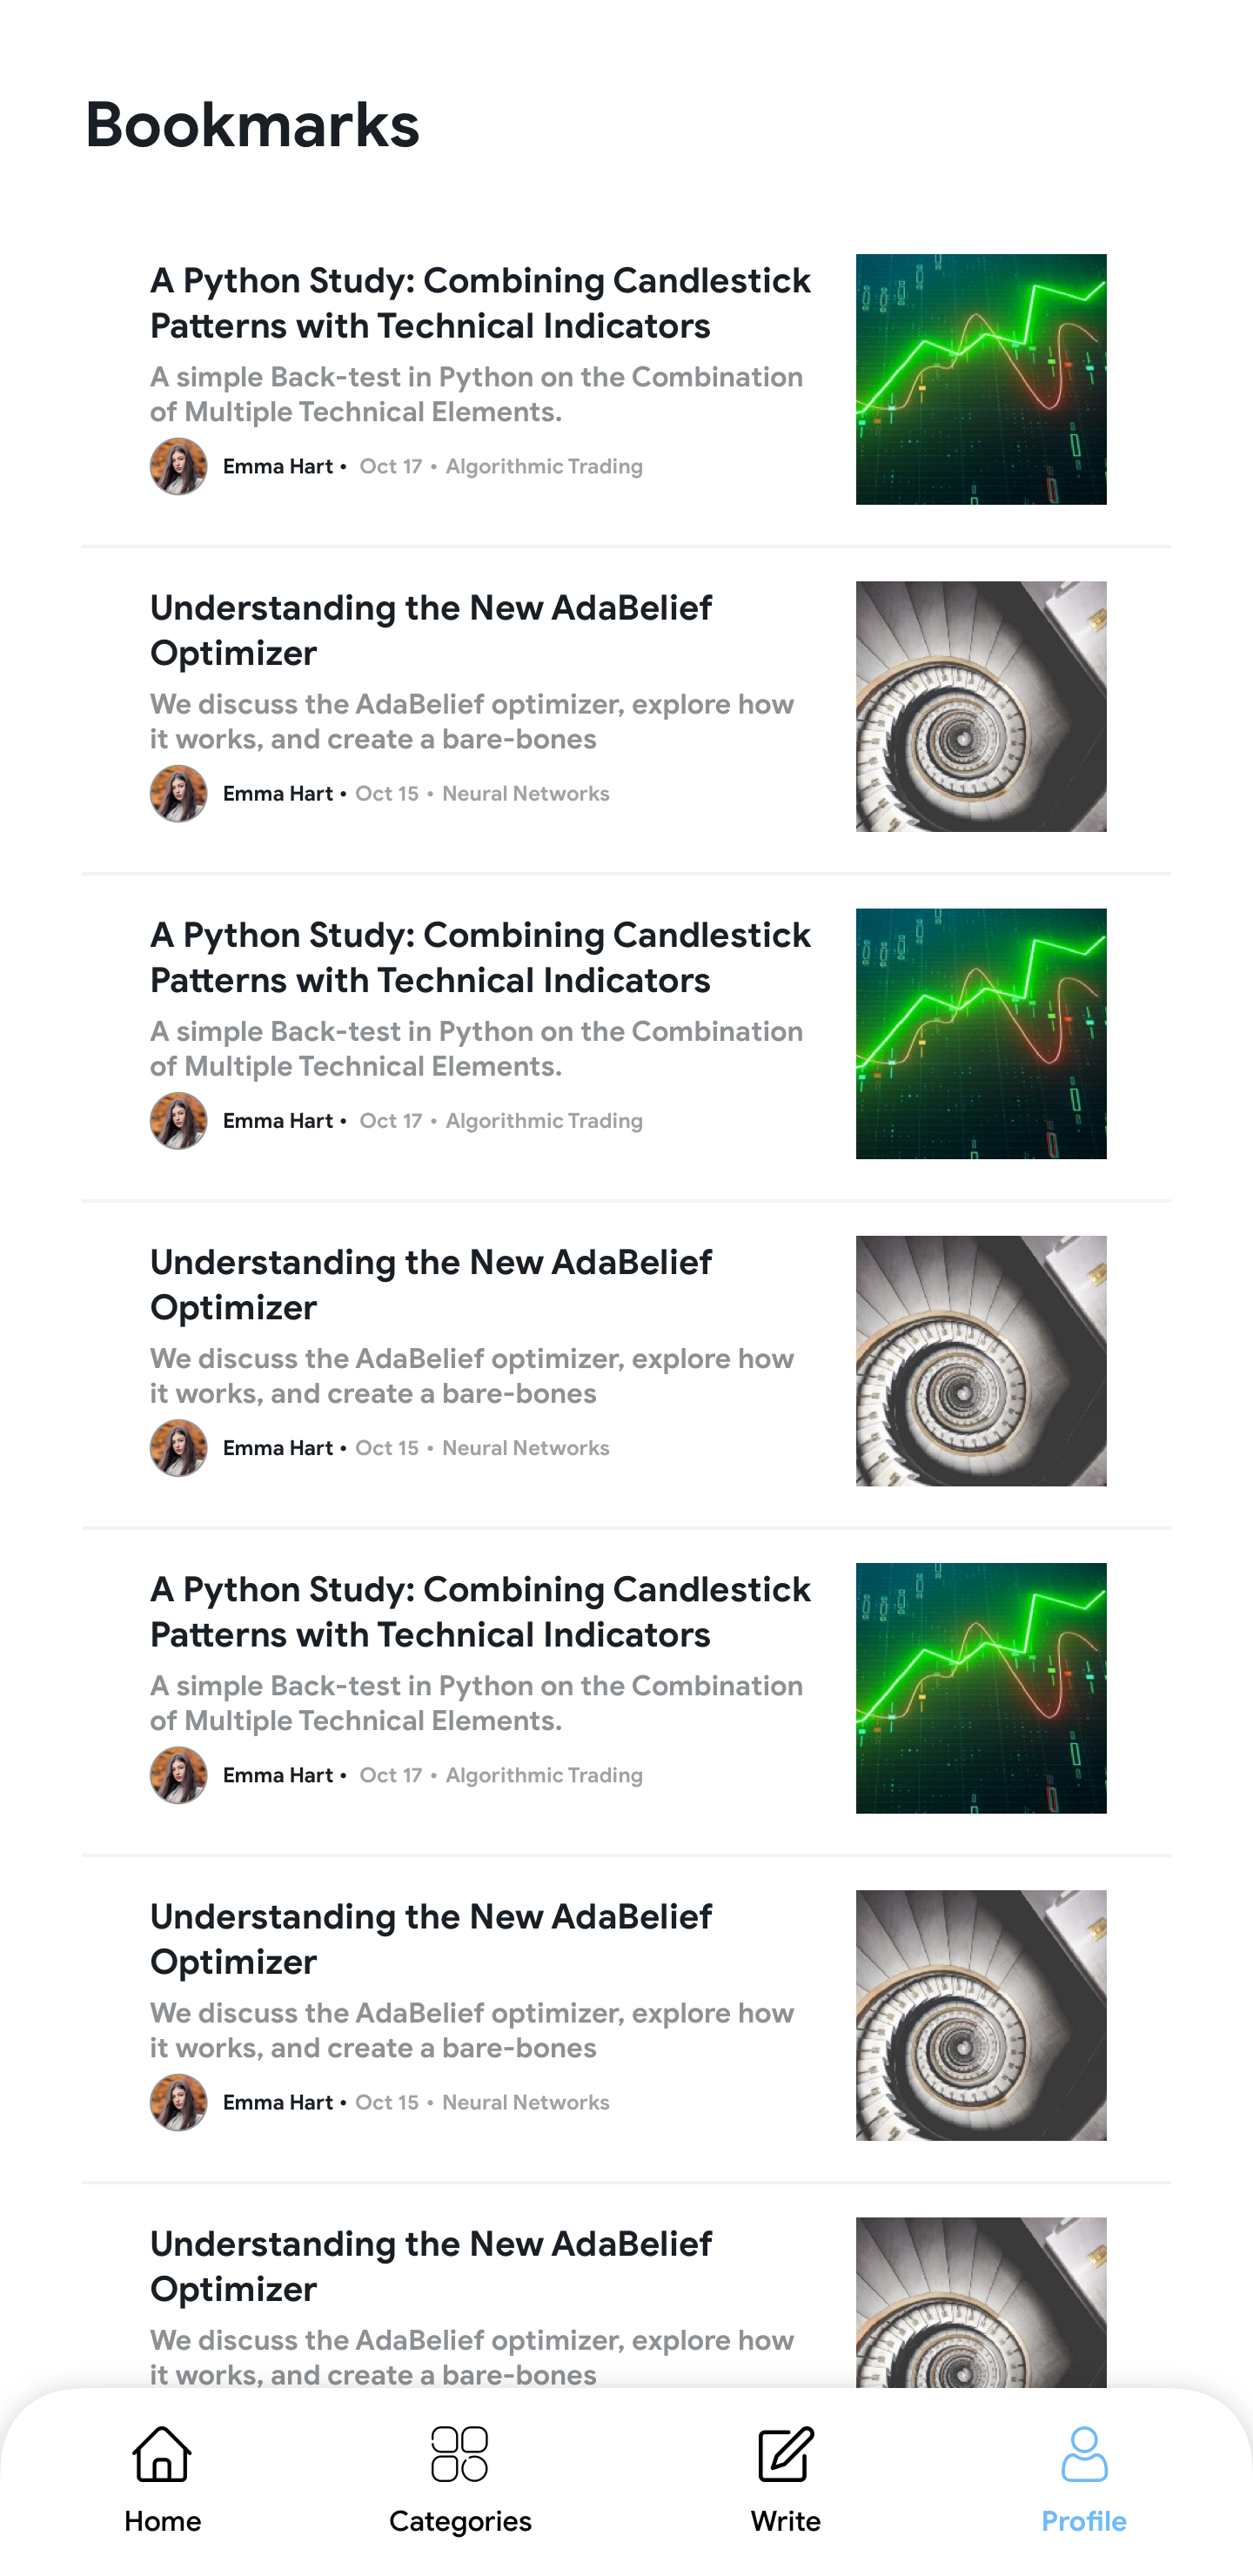 Bookmarks
A Python Study: Combining Candlestick
Patterns with Technical Indicators
A simple Back-test in Python on the Combination
of Multiple Technical Elements.
Emma Hart • Oct 17 • Algorithmic Trading
Understanding the New AdaBelief
Optimizer
We discuss the AdaBelief optimizer, explore how
it works, and create a bare-bones
Emma Hart • Oct 15 • Neural Networks
A Python Study: Combining Candlestick
Patterns with Technical Indicators
A simple Back-test in Python on the Combination
of Multiple Technical Elements.
Emma Hart • Oct 17 • Algorithmic Trading
Understanding the New AdaBelief
Optimizer
We discuss the AdaBelief optimizer, explore how
it works, and create a bare-bones
Emma Hart • Oct 15 • Neural Networks
A Python Study: Combining Candlestick
Patterns with Technical Indicators
A simple Back-test in Python on the Combination
of Multiple Technical Elements.
Emma Hart • Oct 17 • Algorithmic Trading
Understanding the New AdaBelief
Optimizer
We discuss the AdaBelief optimizer, explore how
it works, and create a bare-bones
Emma Hart • Oct 15 • Neural Networks
Understanding the New AdaBelief
Optimizer
We discuss the AdaBelief optimizer, explore how
it works, and create a bare-bones
Home Categories Write Profile